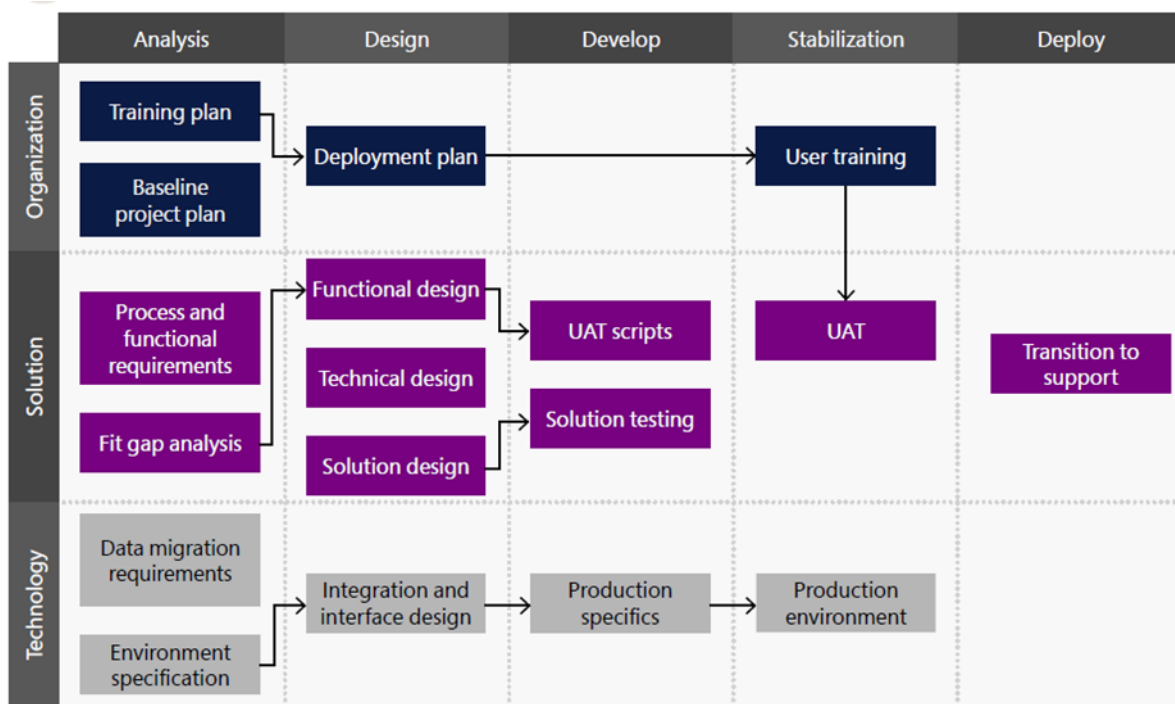 Analysis
Design
Develop
Stabilization
Deploy
Organization
Training plan
Baseline
project plan
Deployment plan
User training
Solution
Process and
functional
requirements
Fit gap analysis
Functional design
Technical design
Solution design
UAT scripts
Solution testing
UAT
Transition to
support
Technology
Data migration
requirements
Environment
specification
Integration and
interface design
Production
specifics
Production
environment